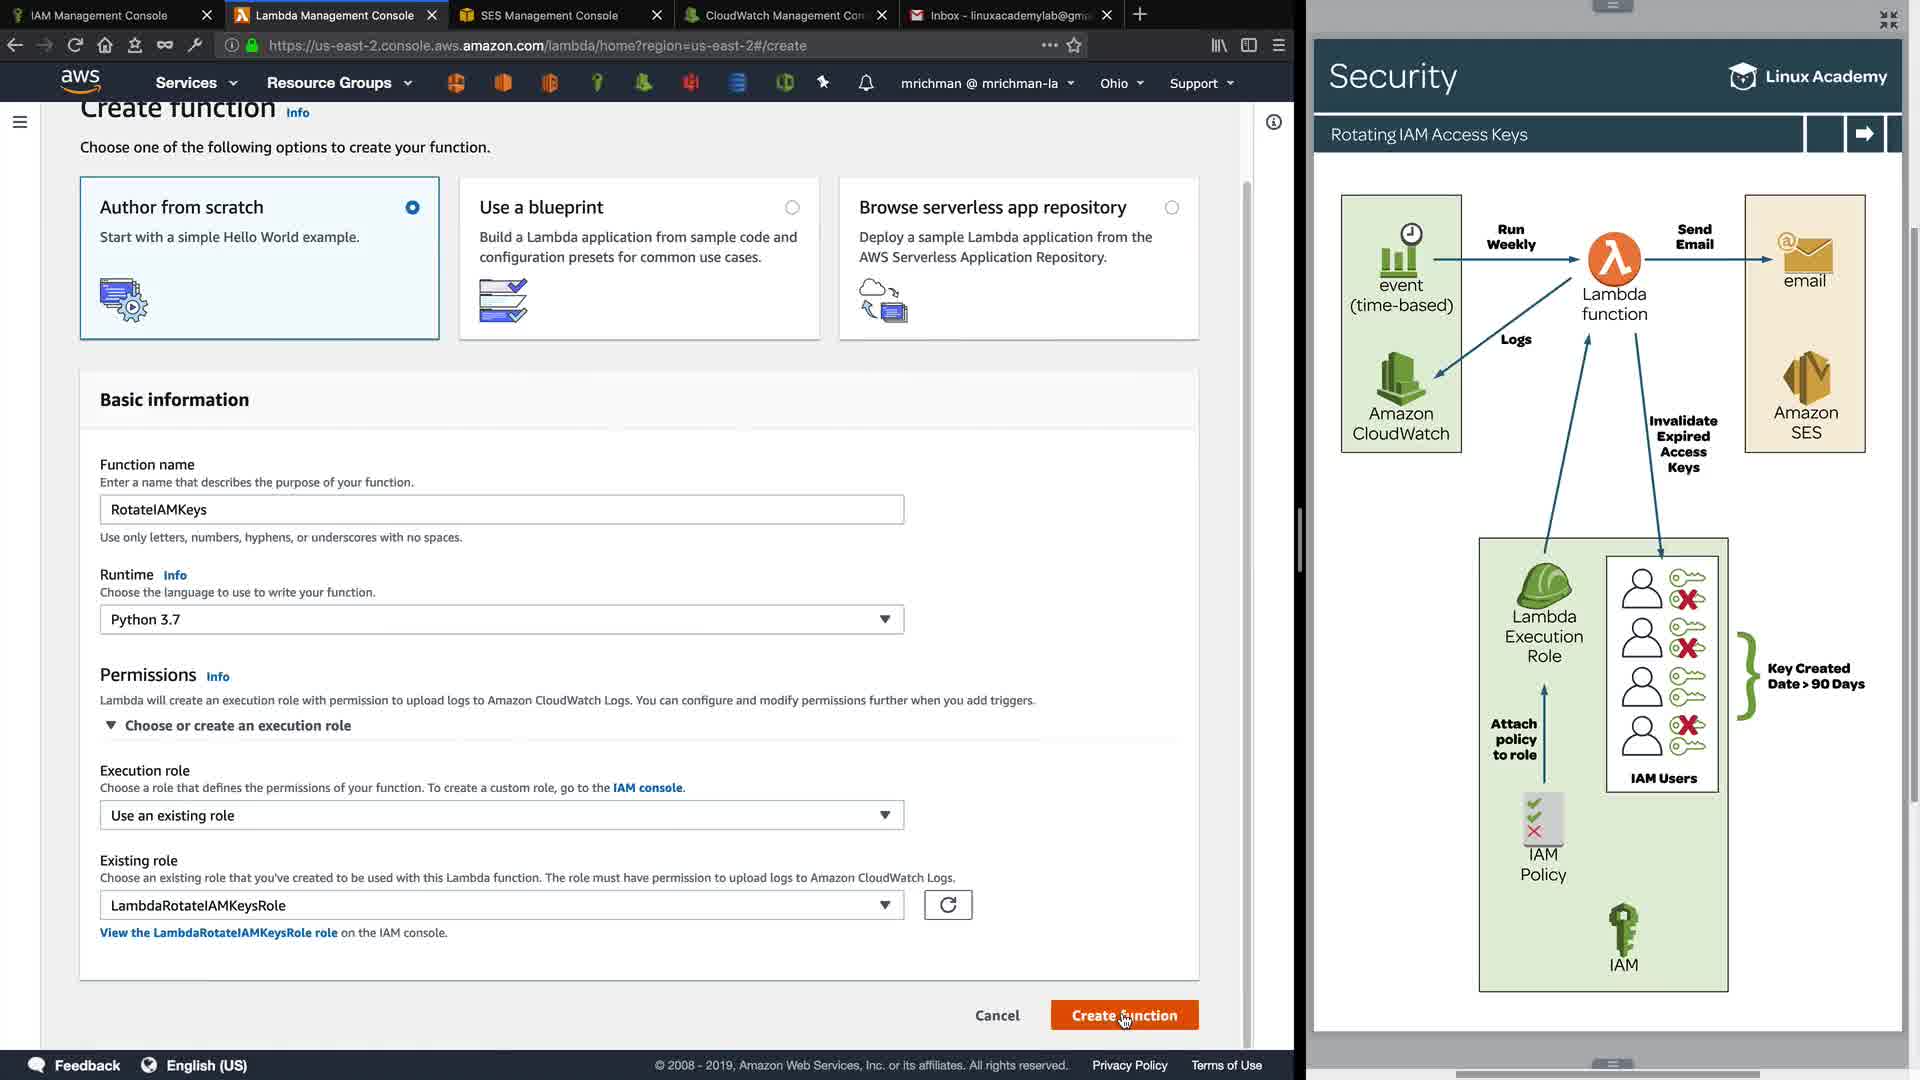 IAM Management Console
Lambda Management Console
SES Management Console
CloudWatch Management Con
Inbox - linuxacademylab@gma
https://us-east-2.console.aws.amazon.com/lambda/home?region=us-east-2#/create
aws
Services
Resource Groups
mrichman @ mrichman-la
Ohio
Support
Create function Info
Choose one of the following options to create your function.
Author from scratch
Start with a simple Hello World example.
Use a blueprint
Build a Lambda application from sample code and
configuration presets for common use cases.
Browse serverless app repository
Deploy a sample Lambda application from the
AWS Serverless Application Repository.
Basic information
Function name
Enter a name that describes the purpose of your function.
RotateIAMKeys
Use only letters, numbers, hyphens, or underscores with no spaces.
Runtime Info
Choose the language to use to write your function.
Python 3.7
Permissions Info
Lambda will create an execution role with permission to upload logs to Amazon CloudWatch Logs. You can configure and modify permissions further when you add triggers.
Choose or create an execution role
Execution role
Choose a role that defines the permissions of your function. To create a custom role, go to the IAM console.
Use an existing role
Existing role
Choose an existing role that you've created to be used with this Lambda function. The role must have permission to upload logs to Amazon CloudWatch Logs.
LambdaRotateIAMKeysRole
View the LambdaRotateIAMKeysRole role on the IAM console.
Cancel
Create function
Feedback
English (US)
© 2008 - 2019, Amazon Web Services, Inc. or its affiliates. All rights reserved.
Privacy Policy
Terms of Use
Security
Linux Academy
Rotating IAM Access Keys
event
(time-based)
Run
Weekly
Lambda
function
Send
Email
email
Logs
Amazon
CloudWatch
Amazon
SES
Invalidate
Expired
Access
Keys
Lambda
Execution
Role
Key Created
Date > 90 Days
Attach
policy
to role
IAM Users
IAM
Policy
IAM